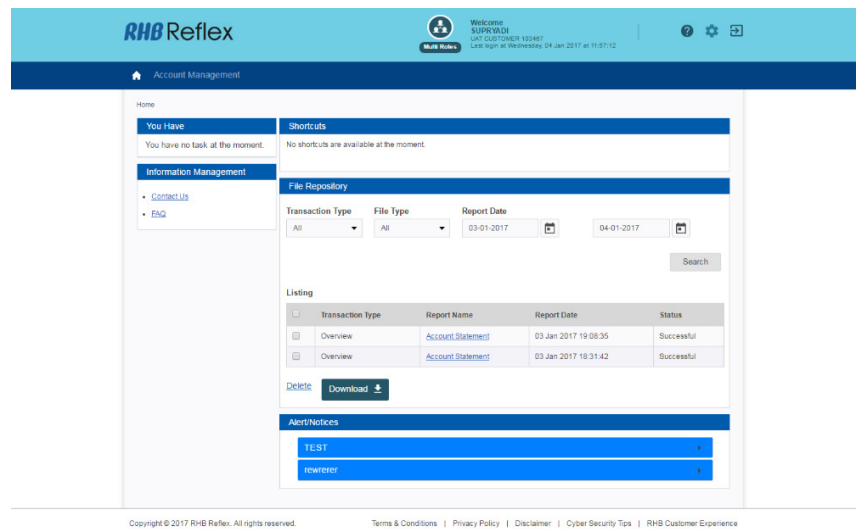 RHB Reflex
Multi Roles
Welcome
SUPRYADI
UAT CUSTOMER 103467
Last login at Wednesday, 04 Jan 2017 at 11:57:12
Account Management
Home
You Have
You have no task at the moment.
Information Management
Contact Us
FAQ
Shortcuts
No shortcuts are available at the moment.
File Repository
Transaction Type File Type Report Date
All All 03-01-2017 04-01-2017
Search
Listing
Transaction Type Report Name Report Date Status
Overview Account Statement 03 Jan 2017 19:08:35 Successful
Overview Account Statement 03 Jan 2017 18:31:42 Successful
Delete Download
Alert/Notices
TEST
rewrerer
Copyright © 2017 RHB Reflex. All rights reserved. Terms & Conditions | Privacy Policy | Disclaimer | Cyber Security Tips | RHB Customer Experience